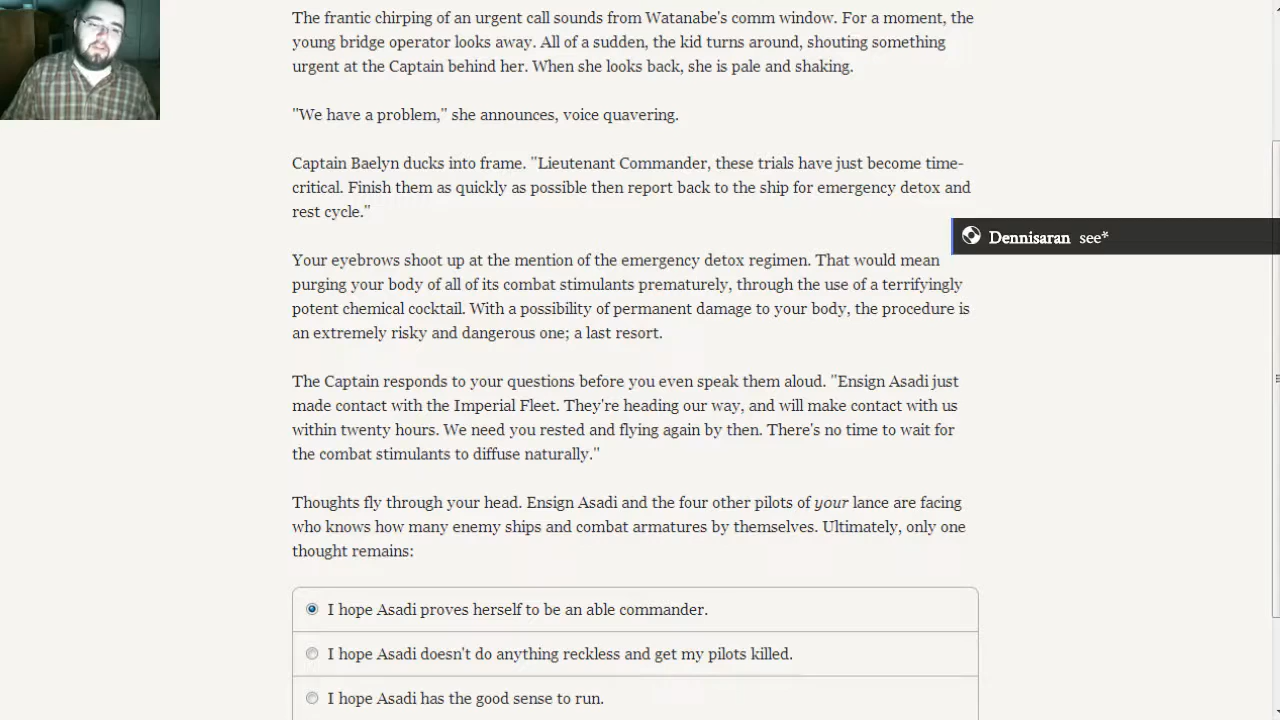 The frantic chirping of an urgent call sounds from Watanabe's comm window. For a moment, the
young bridge operator looks away. All of a sudden, the kid turns around, shouting something
urgent at the Captain behind her. When she looks back, she is pale and shaking.
"We have a problem," she announces, voice quavering.
Captain Baelyn ducks into frame. "Lieutenant Commander, these trials have just become time-
critical. Finish them as quickly as possible then report back to the ship for emergency detox and
rest cycle."
Dennisaran see*
Your eyebrows shoot up at the mention of the emergency detox regimen. That would mean
purging your body of all of its combat stimulants prematurely, through the use of a terrifyingly
potent chemical cocktail. With a possibility of permanent damage to your body, the procedure is
an extremely risky and dangerous one; a last resort.
The Captain responds to your questions before you even speak them aloud. "Ensign Asadi just
made contact with the Imperial Fleet. They're heading our way, and will make contact with us
within twenty hours. We need you rested and flying again by then. There's no time to wait for
the combat stimulants to diffuse naturally."
Thoughts fly through your head. Ensign Asadi and the four other pilots of your lance are facing
who knows how many enemy ships and combat armatures by themselves. Ultimately, only one
thought remains:
I hope Asadi proves herself to be an able commander.
I hope Asadi doesn't do anything reckless and get my pilots killed.
I hope Asadi has the good sense to run.